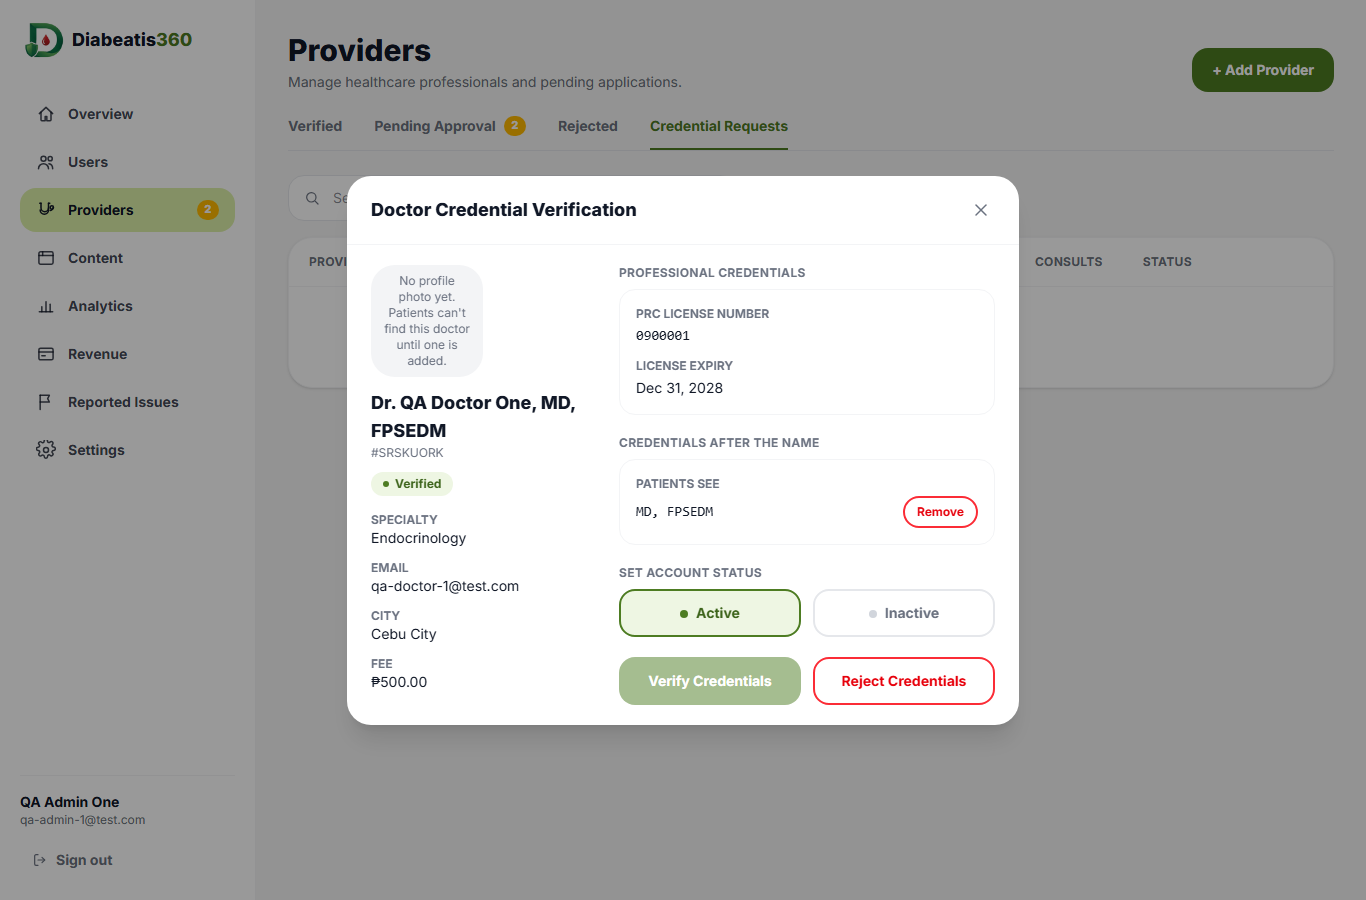 Diabeatis360
Overview
Users
Providers 2
Content
Analytics
Revenue
Reported Issues
Settings
QA Admin One
qa-admin-1@test.com
Sign out
Providers
Manage healthcare professionals and pending applications.
+ Add Provider
Verified
Pending Approval 2
Rejected
Credential Requests
CONSULTS
STATUS
Doctor Credential Verification
No profile
photo yet.
Patients can't
find this doctor
until one is
added.
Dr. QA Doctor One, MD,
FPSEDM
#SRSKUORK
Verified
SPECIALTY
Endocrinology
EMAIL
qa-doctor-1@test.com
CITY
Cebu City
FEE
₱500.00
PROFESSIONAL CREDENTIALS
PRC LICENSE NUMBER
0900001
LICENSE EXPIRY
Dec 31, 2028
CREDENTIALS AFTER THE NAME
PATIENTS SEE
MD, FPSEDM
Remove
SET ACCOUNT STATUS
Active
Inactive
Verify Credentials
Reject Credentials